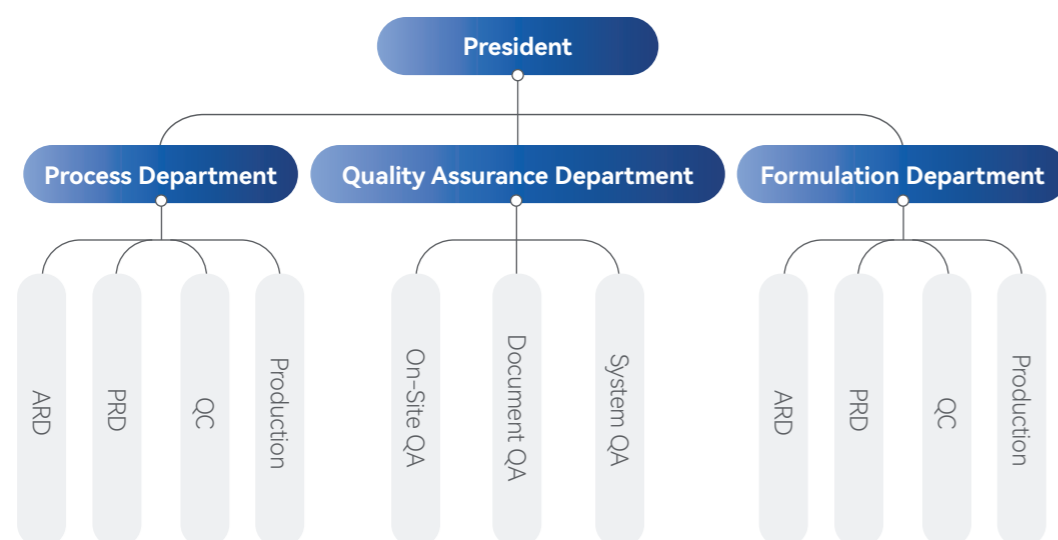 President
Process Department
Quality Assurance Department
Formulation Department
ARD
PRD
QC
Production
On-Site QA
Document QA
System QA
ARD
PRD
QC
Production